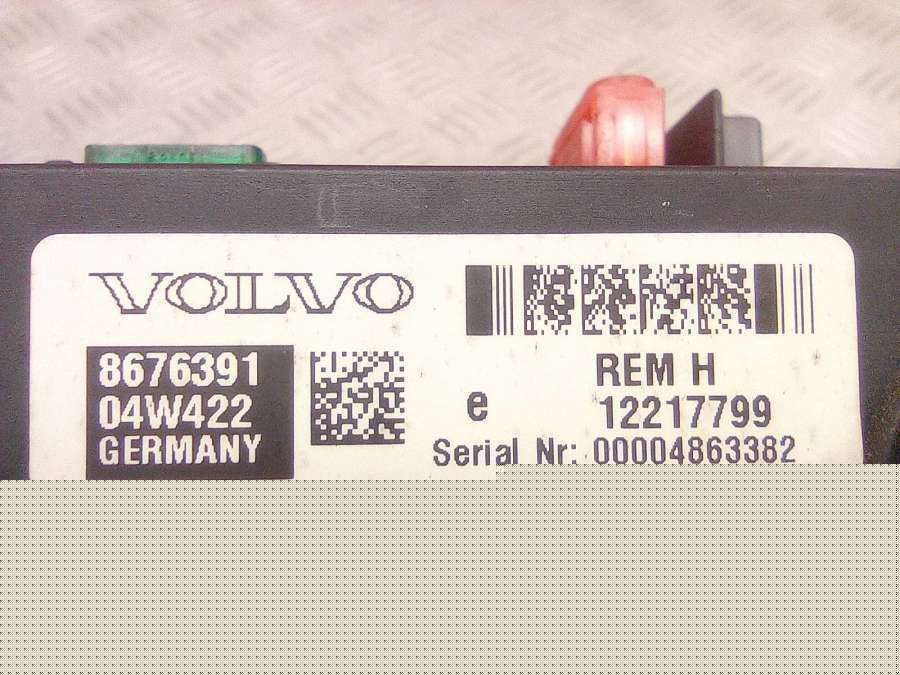 VOLVO
8676391
04W422
GERMANY
REM H
e 12217799
Serial Nr: 00004863382